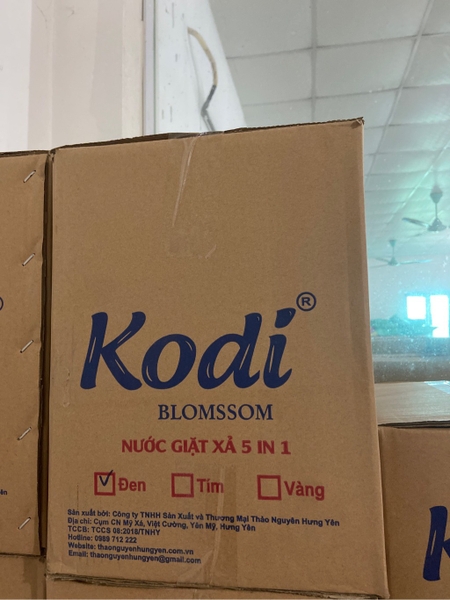 Kodi®
BLOMSSOM
NƯỚC GIẶT XẢ 5 IN 1
Đen Tím Vàng
Sản xuất bởi: Công ty TNHH Sản Xuất và Thương Mại Thảo Nguyên Hưng Yên
Địa chỉ: Cụm CN Mỹ Xá, Việt Cường, Yên Mỹ, Hưng Yên
TCCB: TCCS 08:2018/TNHY
Hotline: 0989 712 222
Website: thaonguyenhungyen.com.vn
Email: thaonguyenhungyen@gmail.com